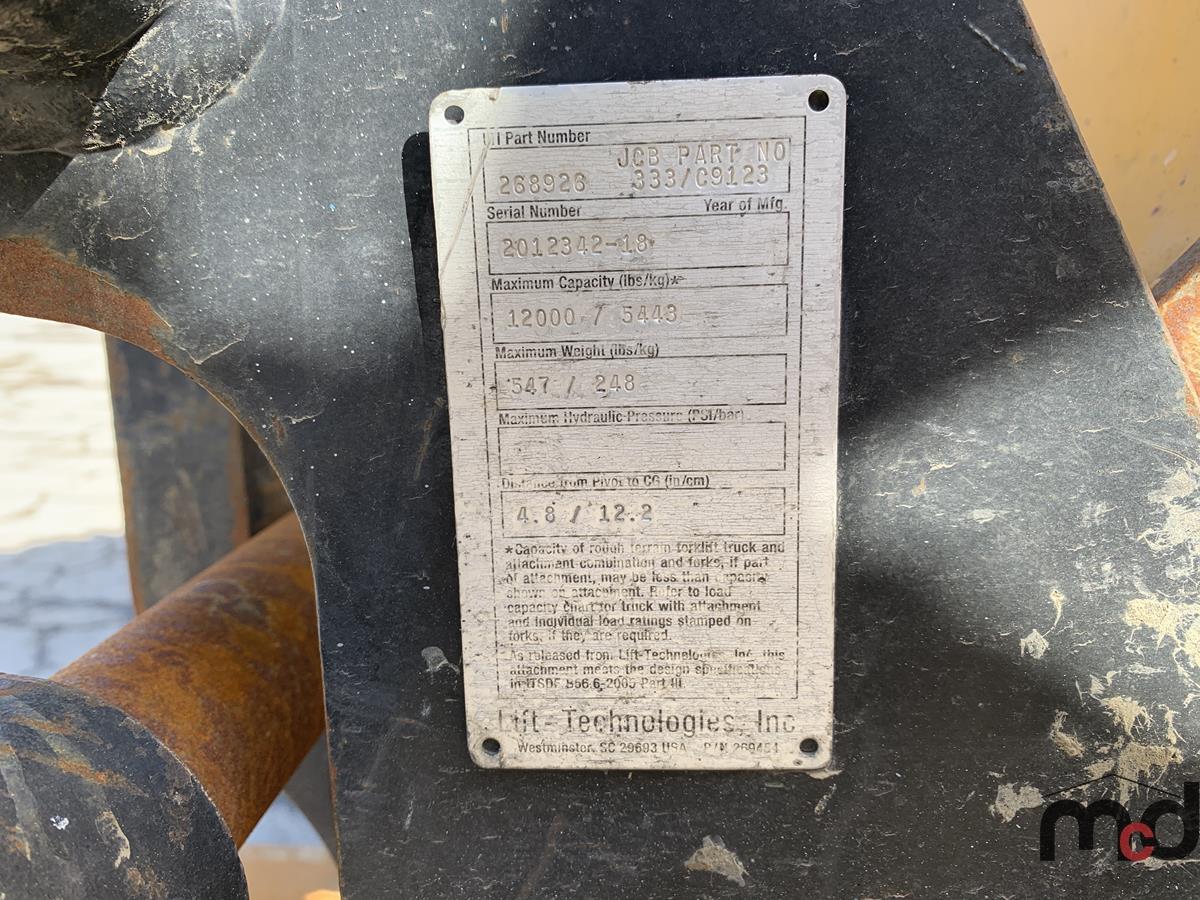 LTI Part Number
JCB PART NO
268926 333/C9123
Serial Number Year of Mfg.
2012342-18
Maximum Capacity (lbs/kg)*
12000 / 5443
Maximum Weight (lbs/kg)
547 / 248
Maximum Hydraulic Pressure (PSI/bar)
Distance from Pivot to CG (in/cm)
4.8 / 12.2
*Capacity of rough terrain forklift truck and
attachment combination and forks, if part
of attachment, may be less than capacity
shown on attachment. Refer to load
capacity chart for truck with attachment
and individual load ratings stamped on
forks, if they are required.
As released from Lift-Technologies, Inc. this
attachment meets the design specifications
in ITSDF B56.6-2005 Part III
Lift-Technologies, Inc
Westminster, SC 29693 USA P/N 269454
mcd